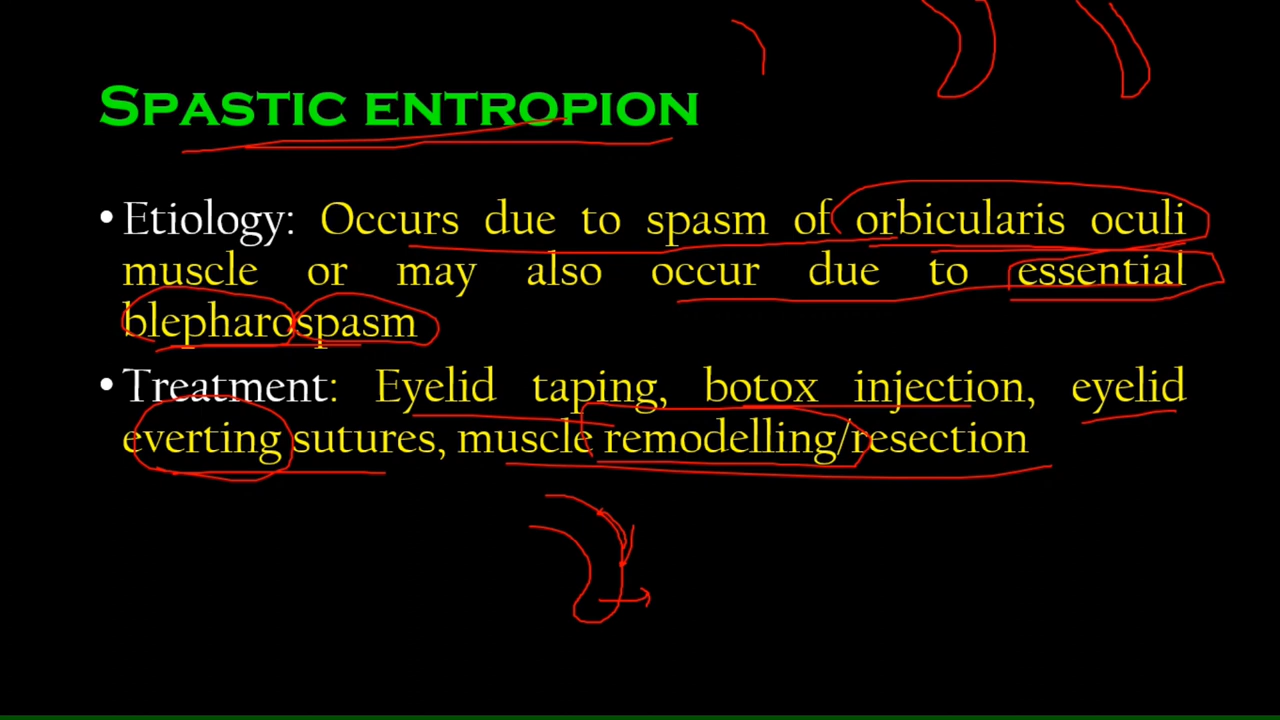 Spastic entropion
• Etiology: Occurs due to spasm of orbicularis oculi
muscle or may also occur due to essential
blepharospasm
• Treatment: Eyelid taping, botox injection, eyelid
everting sutures, muscle remodelling/resection